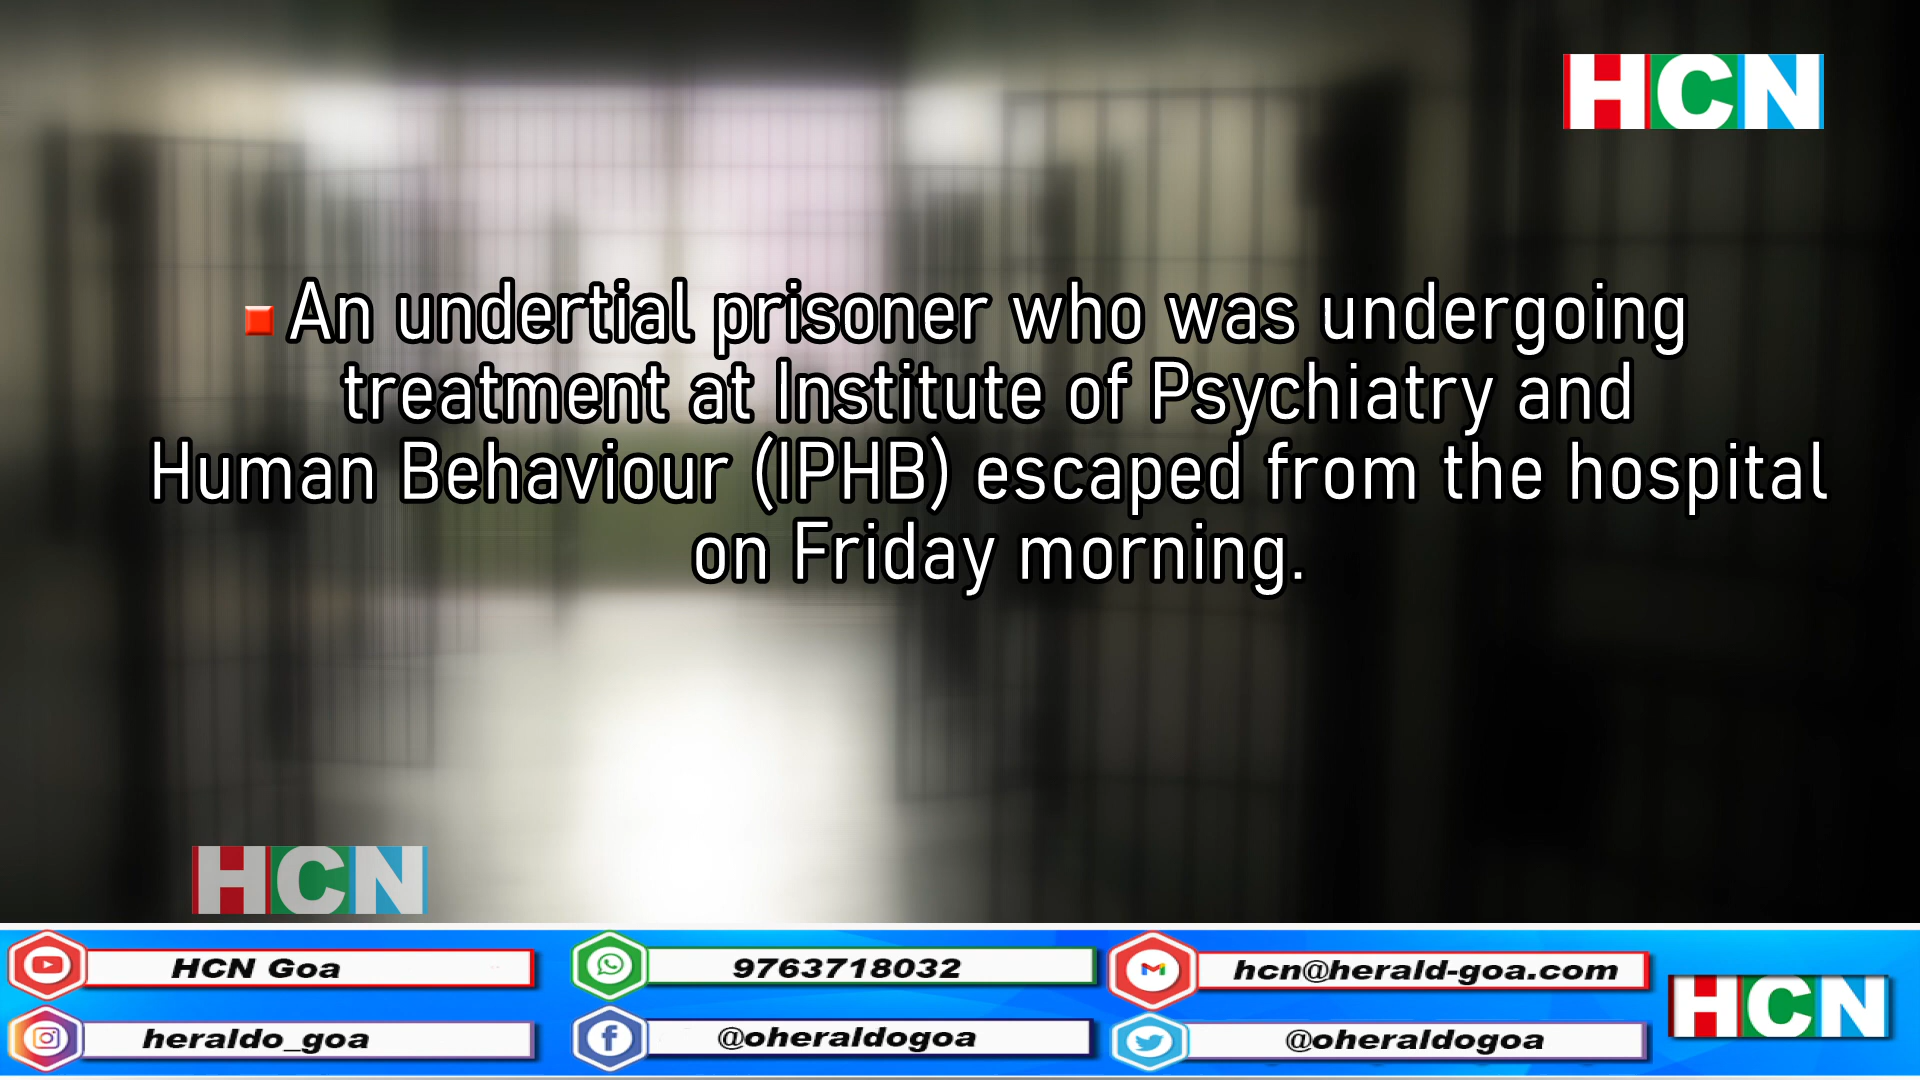 HCN
An undertial prisoner who was undergoing
treatment at Institute of Psychiatry and
Human Behaviour (IPHB) escaped from the hospital
on Friday morning.
HCN
HCN Goa
9763718032
hcn@herald-goa.com
HCN
heraldo_goa
@oheraldogoa
@oheraldogoa